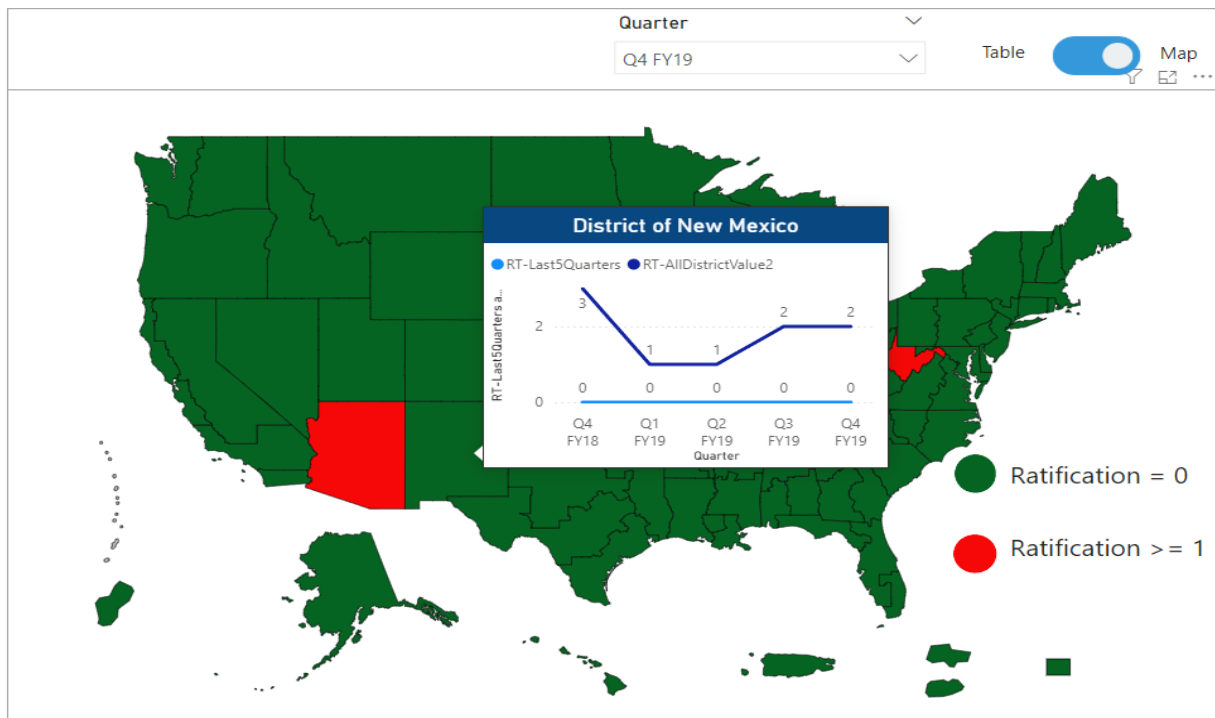 Quarter
Q4 FY19
Table
Map
District of New Mexico
RT-Last5Quarters RT-AllDistrictValue2
RT-Last5Quarters a...
3
2
1 1 2 2
0 0 0 0 0
0
Q4 Q1 Q2 Q3 Q4
FY18 FY19 FY19 FY19 FY19
Quarter
Ratification = 0
Ratification >= 1